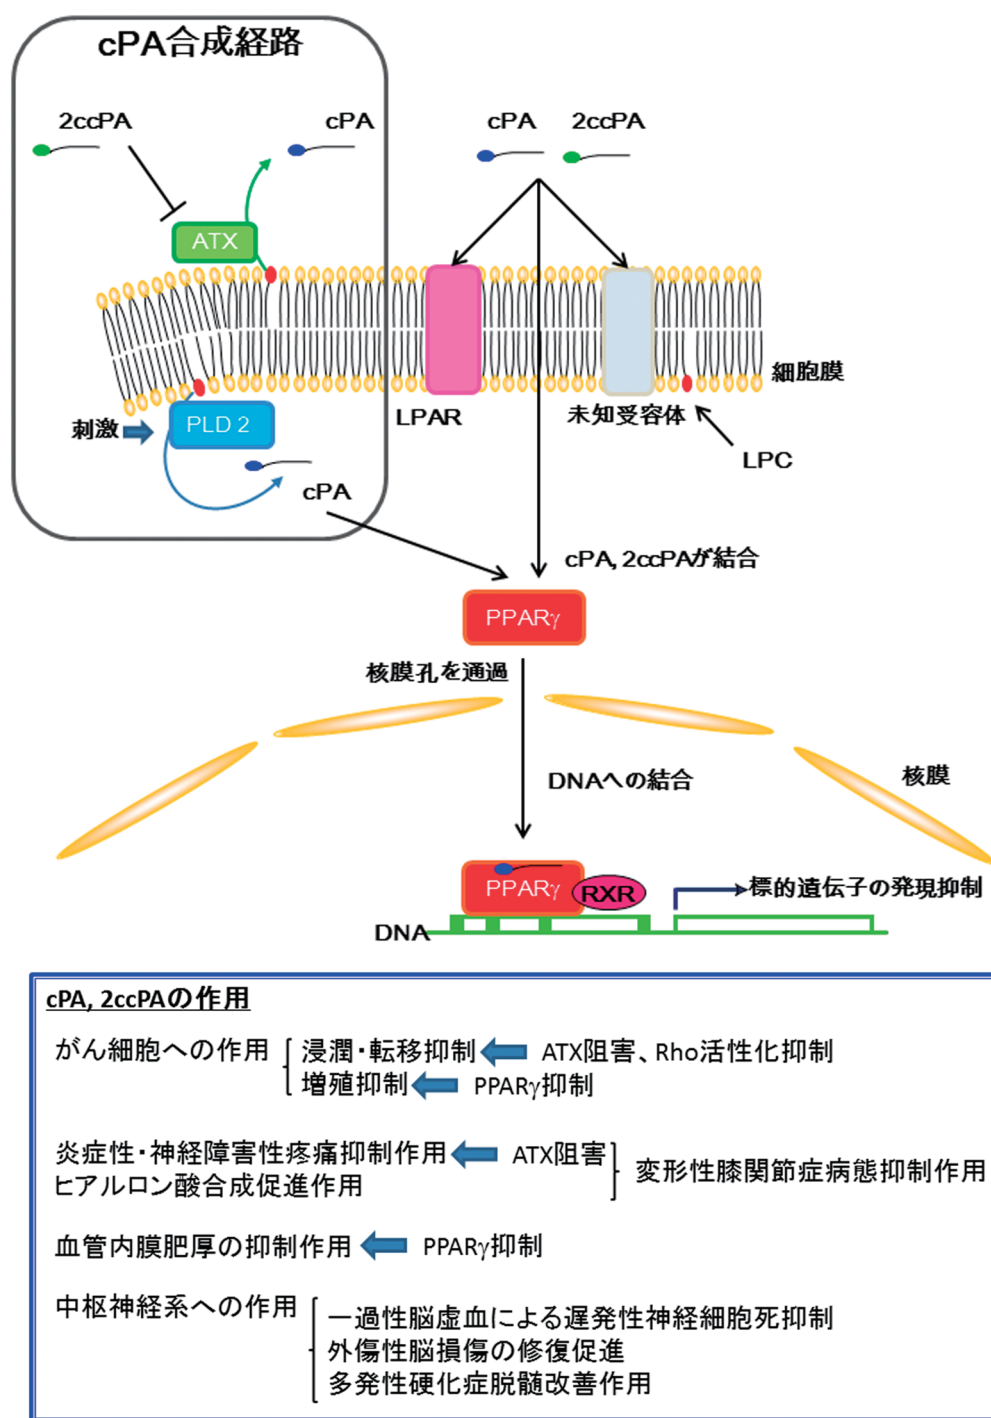 cPA合成経路
2ccPA
cPA
cPA
2ccPA
ATX
細胞膜
刺激
PLD 2
LPAR
未知受容体
LPC
cPA
cPA, 2ccPAが結合
PPARγ
核膜孔を通過
核膜
DNAへの結合
PPARγ
RXR
標的遺伝子の発現抑制
DNA
cPA, 2ccPAの作用
がん細胞への作用
浸潤・転移抑制
ATX阻害、Rho活性化抑制
増殖抑制
PPARγ抑制
炎症性・神経障害性疼痛抑制作用
ATX阻害
ヒアルロン酸合成促進作用
変形性膝関節症病態抑制作用
血管内膜肥厚の抑制作用
PPARγ抑制
中枢神経系への作用
一過性脳虚血による遅発性神経細胞死抑制
外傷性脳損傷の修復促進
多発性硬化症脱髄改善作用